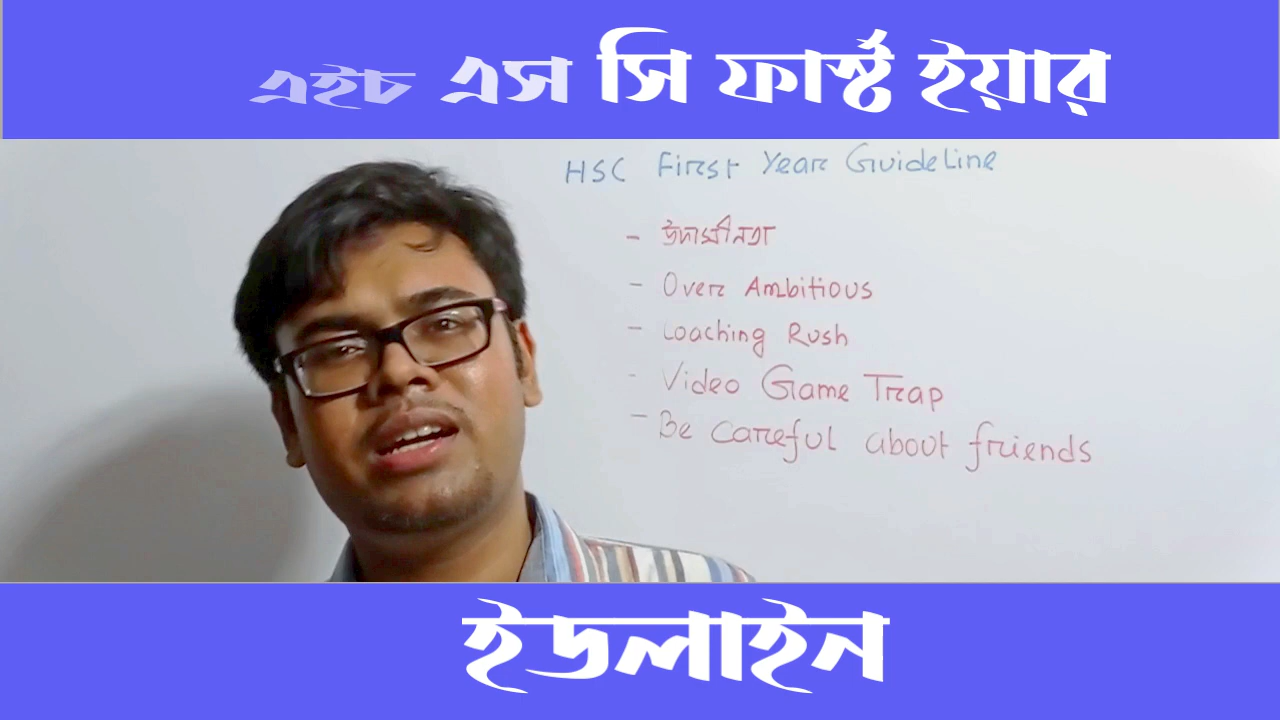 এইচ এস সি ফার্স্ট ইয়ার
HSC First Year GuideLine
- উদাসীনতা
- Over Ambitious
- Coaching Rush
- Video Game Trap
- Be careful about friends
ইডলাইন